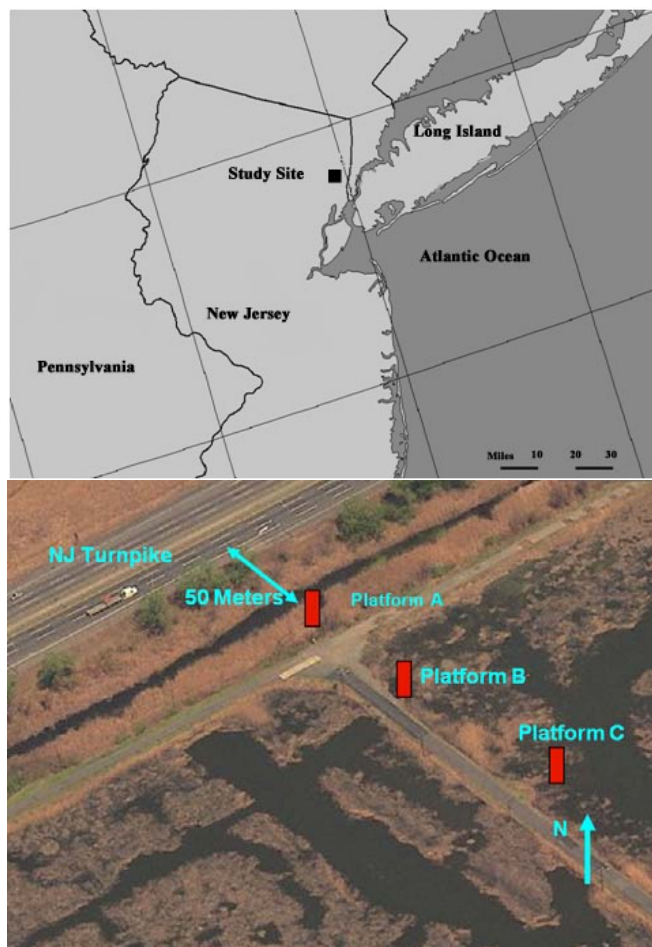 Long Island
Study Site
Atlantic Ocean
New Jersey
Pennsylvania
Miles 10 20 30
NJ Turnpike
50 Meters
Platform A
Platform B
Platform C
N